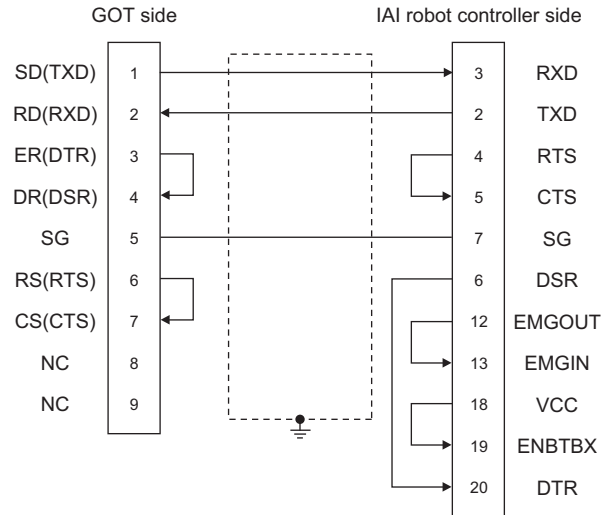 GOT side IAI robot controller side
SD(TXD) 1 3 RXD
RD(RXD) 2 2 TXD
ER(DTR) 3 4 RTS
DR(DSR) 4 5 CTS
SG 5 7 SG
RS(RTS) 6 6 DSR
CS(CTS) 7 12 EMGOUT
NC 8 13 EMGIN
NC 9 18 VCC
19 ENBTBX
20 DTR